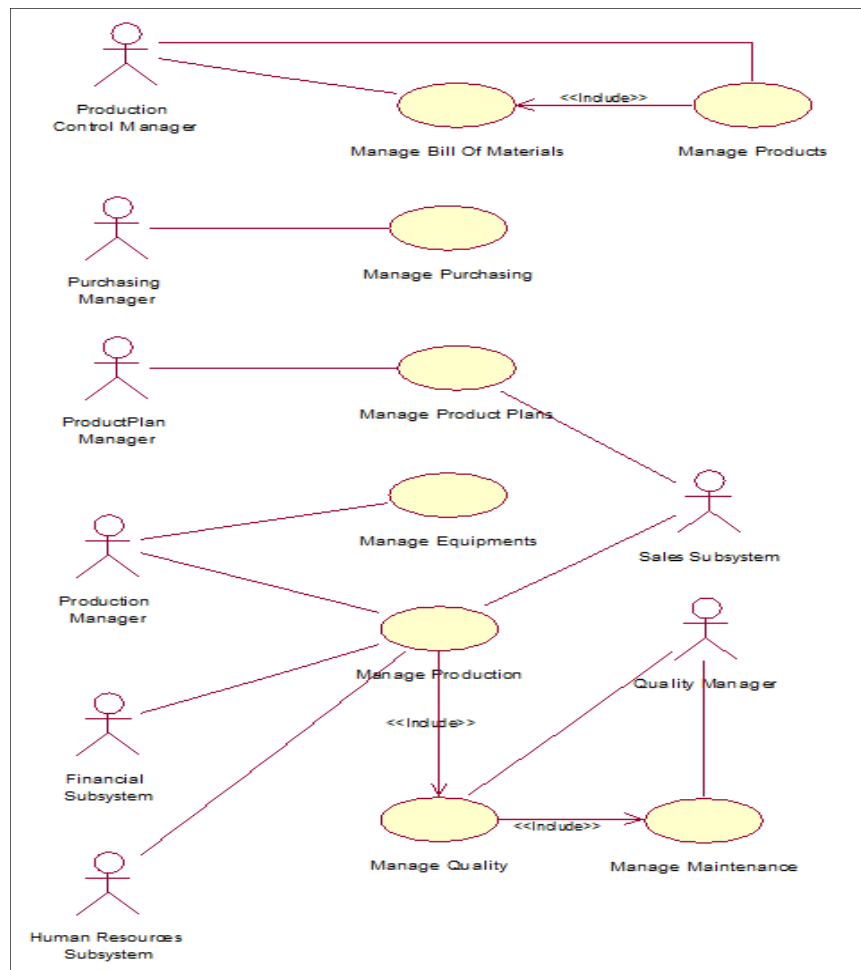 <<Include>>
Production
Control Manager
Manage Bill Of Materials
Manage Products
Purchasing
Manager
Manage Purchasing
ProductPlan
Manager
Manage Product Plans
Manage Equipments
Sales Subsystem
Production
Manager
Manage Production
Quality Manager
<<Include>>
Financial
Subsystem
<<Include>>
Manage Quality
Manage Maintenance
Human Resources
Subsystem